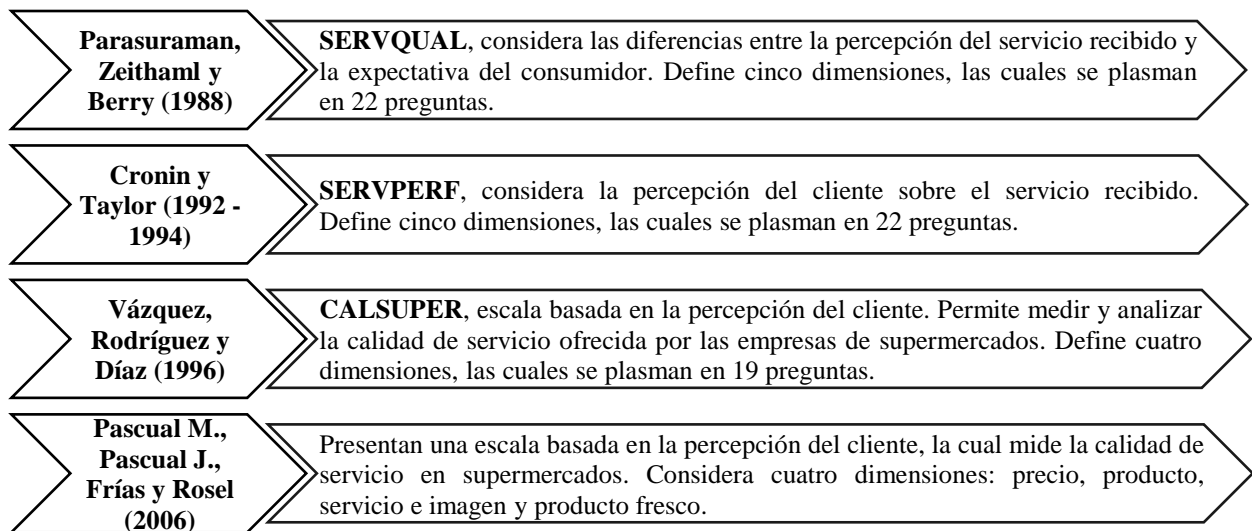 Parasuraman,
Zeithaml y
Berry (1988)
SERVQUAL, considera las diferencias entre la percepción del servicio recibido y
la expectativa del consumidor. Define cinco dimensiones, las cuales se plasman
en 22 preguntas.
Cronin y
Taylor (1992 -
1994)
SERVPERF, considera la percepción del cliente sobre el servicio recibido.
Define cinco dimensiones, las cuales se plasman en 22 preguntas.
Vázquez,
Rodríguez y
Díaz (1996)
CALSUPER, escala basada en la percepción del cliente. Permite medir y analizar
la calidad de servicio ofrecida por las empresas de supermercados. Define cuatro
dimensiones, las cuales se plasman en 19 preguntas.
Pascual M.,
Pascual J.,
Frías y Rosel
(2006)
Presentan una escala basada en la percepción del cliente, la cual mide la calidad de
servicio en supermercados. Considera cuatro dimensiones: precio, producto,
servicio e imagen y producto fresco.